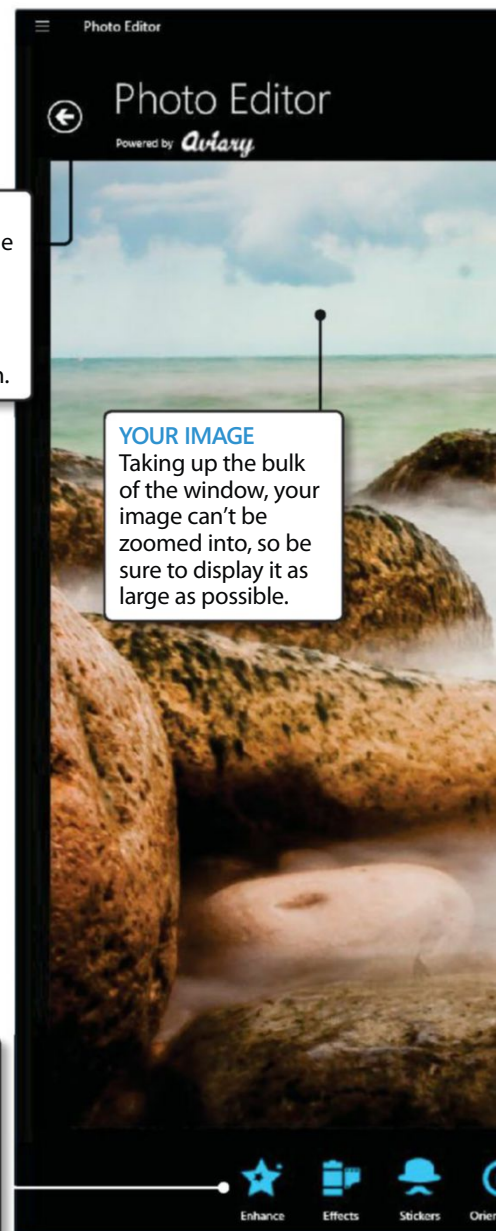 Photo Editor
Photo Editor
Powered by Aviary
YOUR IMAGE
Taking up the bulk
of the window, your
image can't be
zoomed into, so be
sure to display it as
large as possible.
Enhance
Effects
Stickers